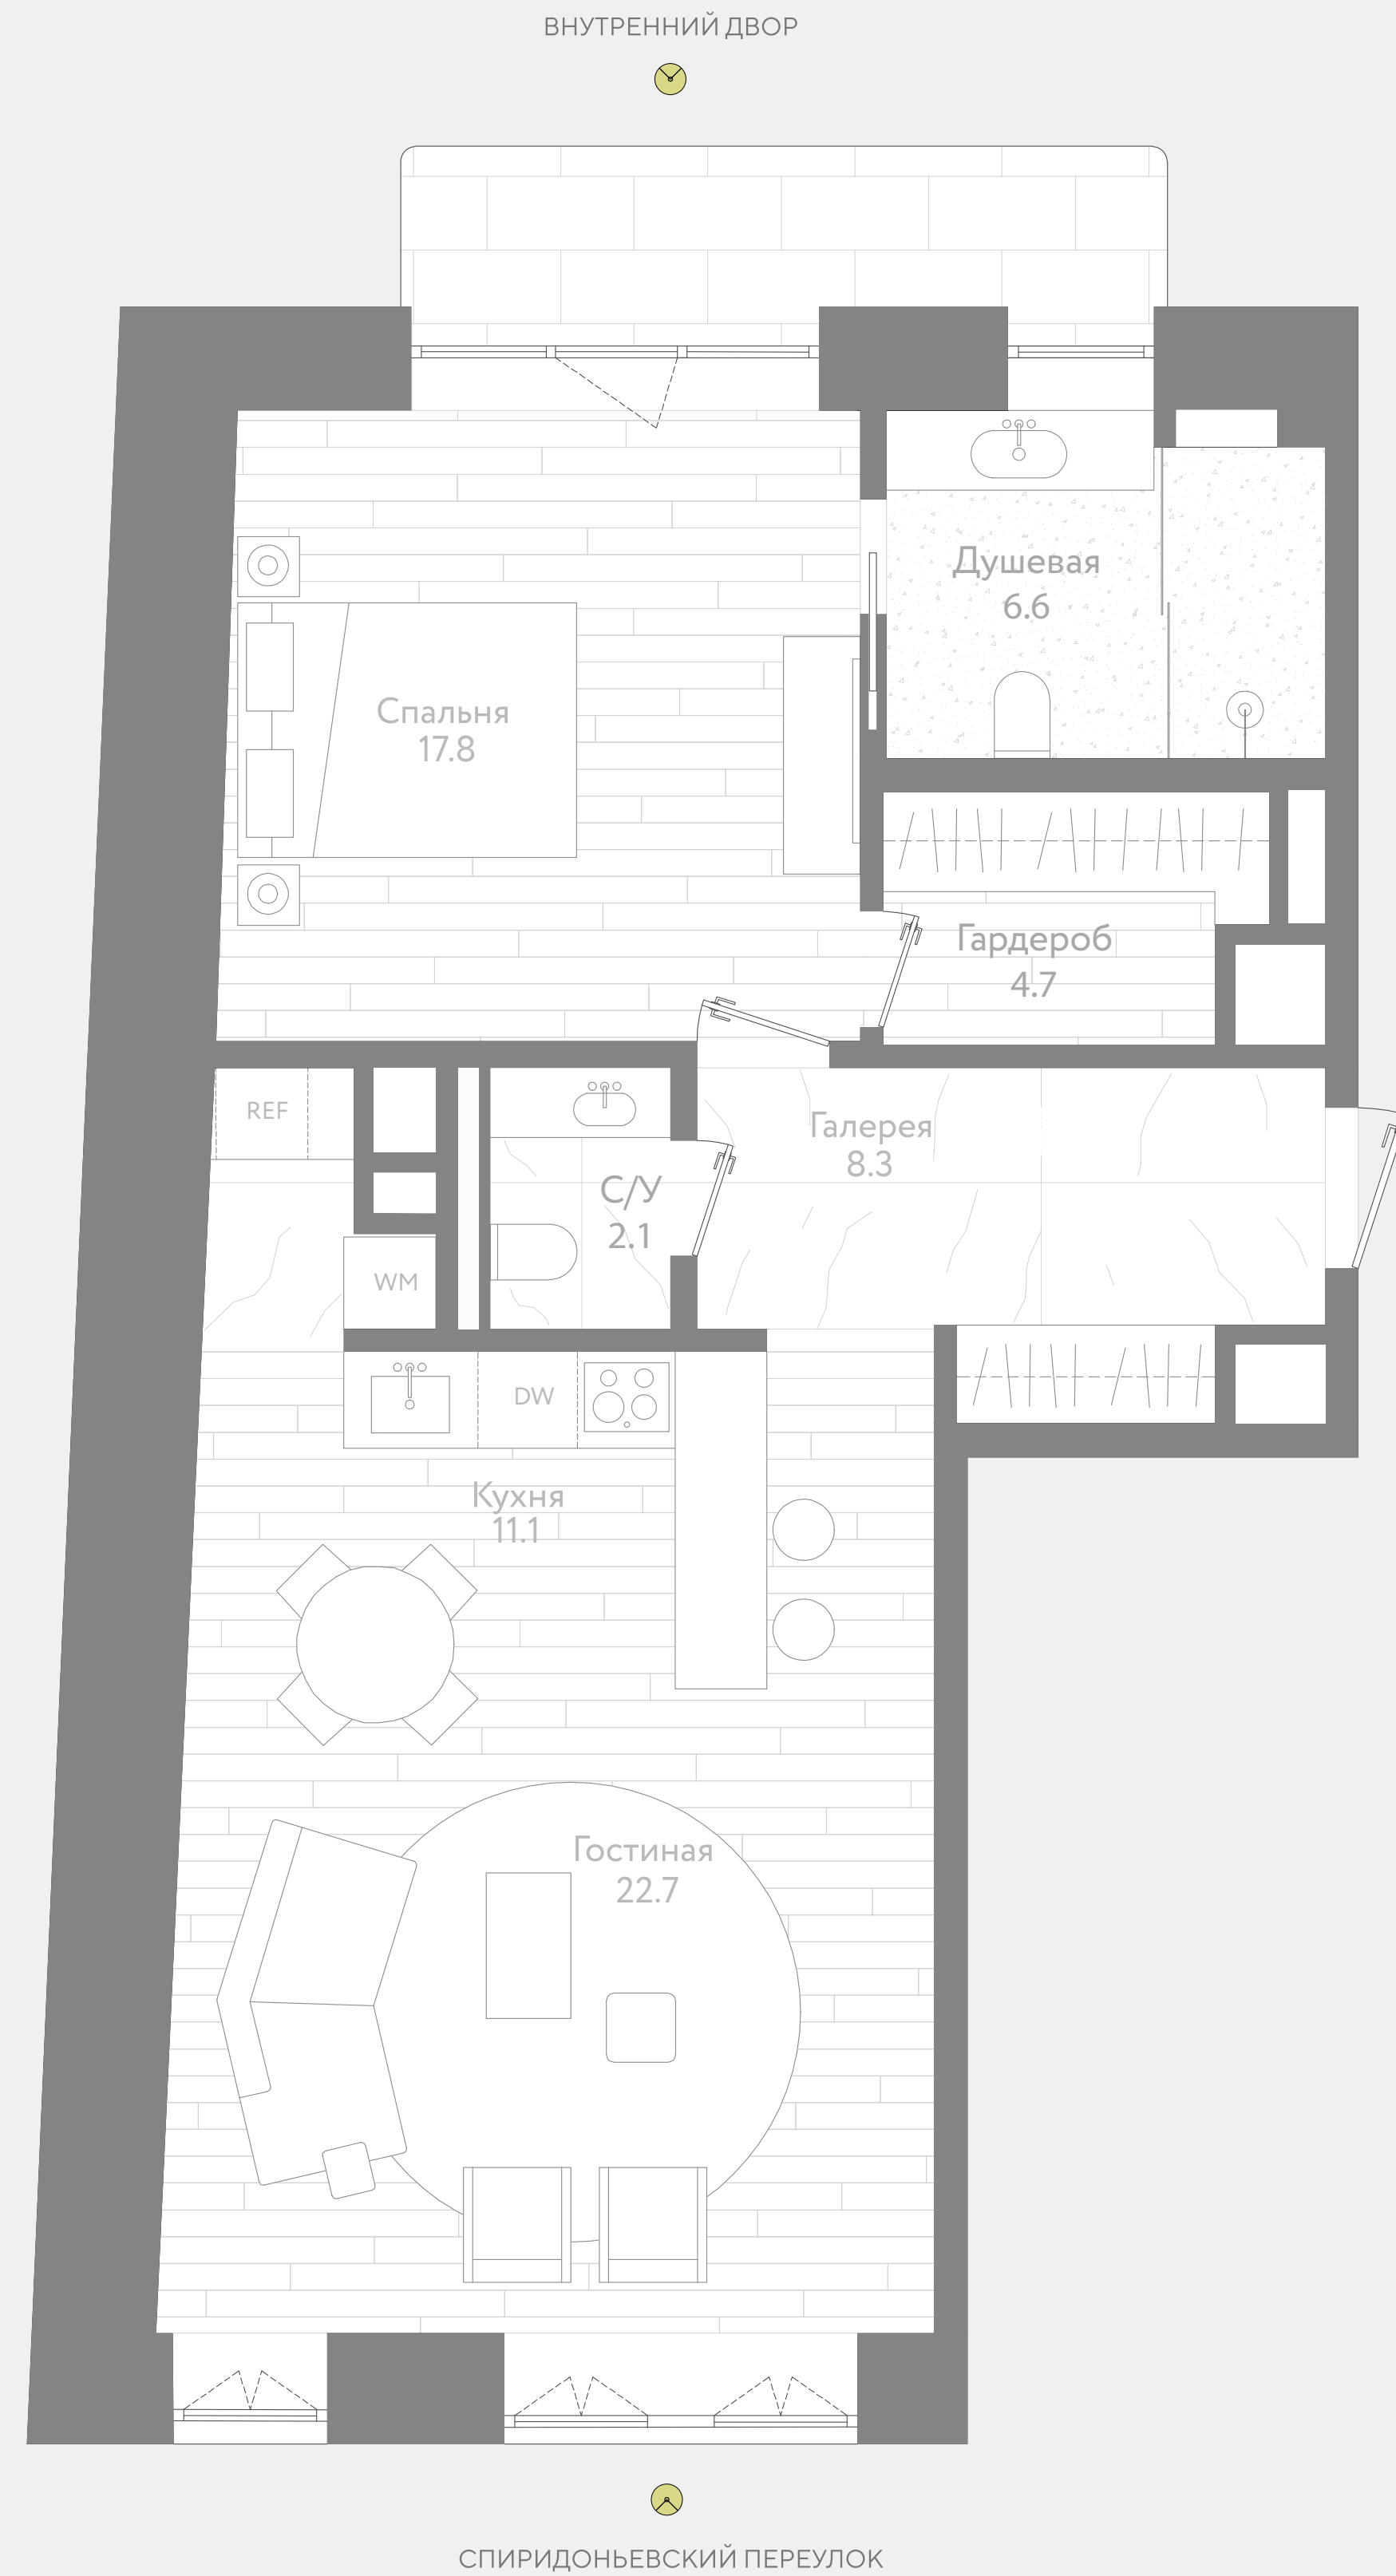 ВНУТРЕННИЙ ДВОР
Душевая
6.6
Спальня
17.8
Гардероб
4.7
REF
Галерея
8.3
С/У
2.1
WM
DW
Кухня
11.1
Гостиная
22.7
СПИРИДОНЬЕВСКИЙ ПЕРЕУЛОК